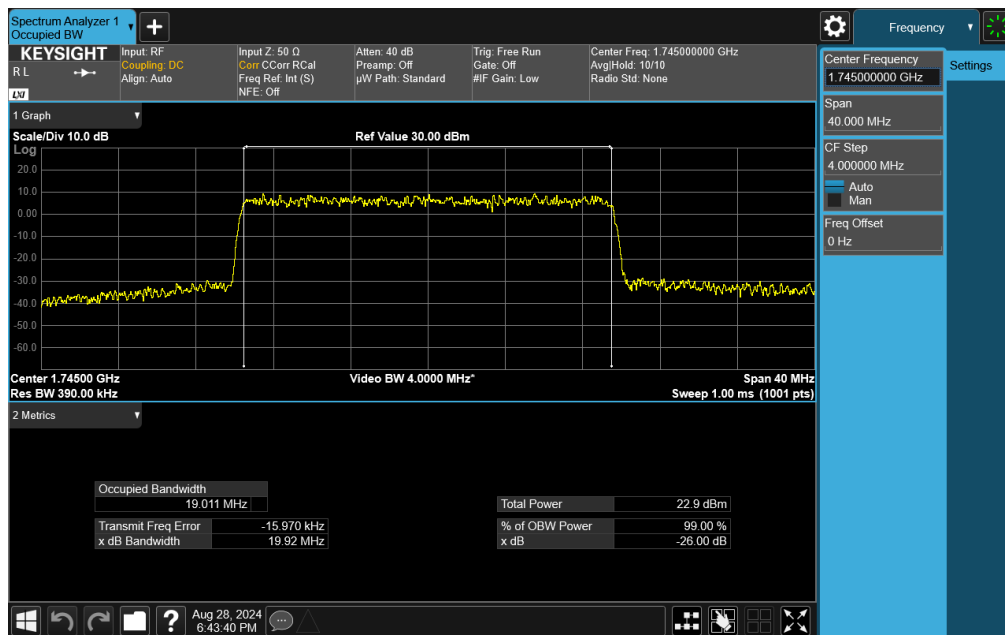 Spectrum Analyzer 1
Occupied BW
Frequency
KEYSIGHT
R L
LXI
Input: RF
Coupling: DC
Align: Auto
Input Z: 50 Ω
Corr CCorr RCal
Freq Ref: Int (S)
NFE: Off
Atten: 40 dB
Preamp: Off
µW Path: Standard
Trig: Free Run
Gate: Off
#IF Gain: Low
Center Freq: 1.745000000 GHz
Avg|Hold: 10/10
Radio Std: None
Center Frequency
1.745000000 GHz
Settings
Span
40.000 MHz
CF Step
4.000000 MHz
Auto
Man
Freq Offset
0 Hz
1 Graph
Scale/Div 10.0 dB
Ref Value 30.00 dBm
Log
20.0
10.0
0.00
-10.0
-20.0
-30.0
-40.0
-50.0
-60.0
Center 1.74500 GHz
Video BW 4.0000 MHz*
Span 40 MHz
Res BW 390.00 kHz
Sweep 1.00 ms (1001 pts)
2 Metrics
Occupied Bandwidth
19.011 MHz
Total Power 22.9 dBm
Transmit Freq Error -15.970 kHz
% of OBW Power 99.00 %
x dB Bandwidth 19.92 MHz
x dB -26.00 dB
Aug 28, 2024
6:43:40 PM